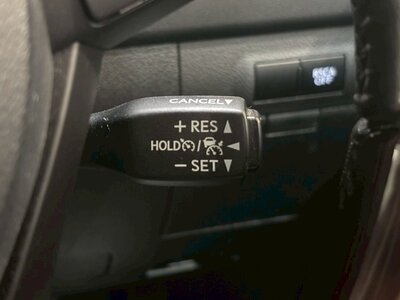 CANCEL▼
+ RES ▲
HOLD / ◄
− SET ▼